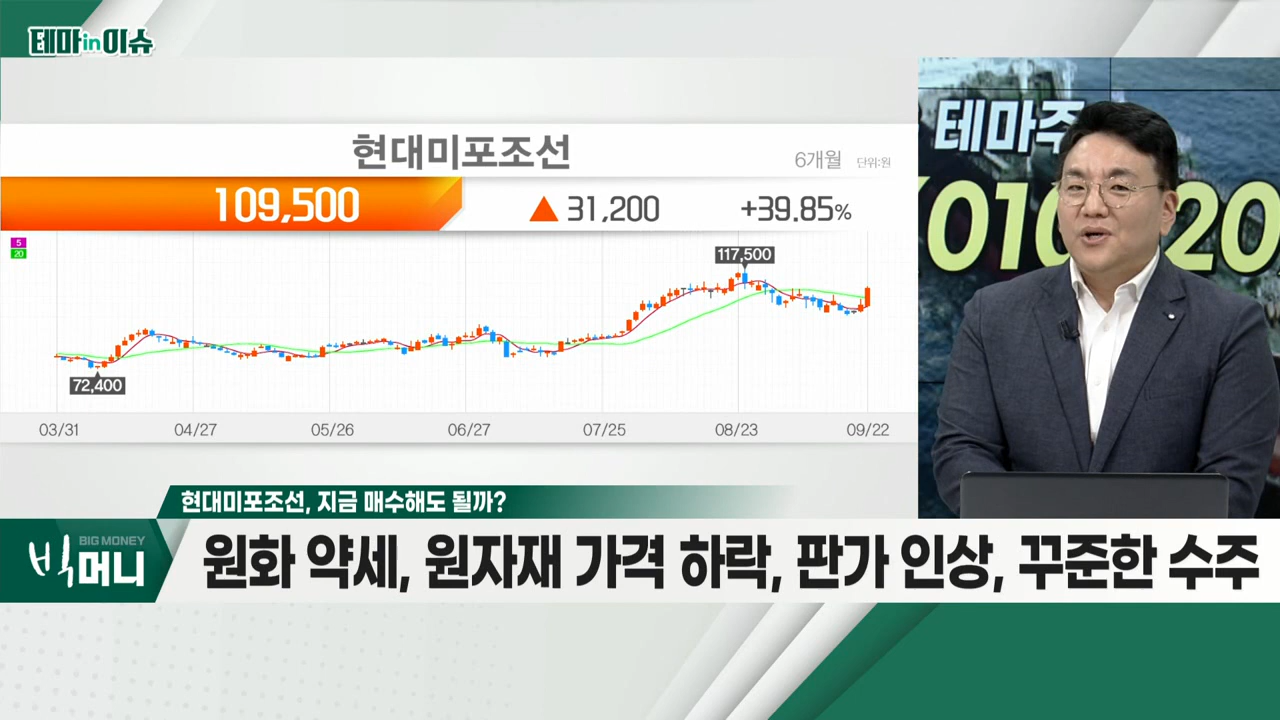 테마in이슈
현대미포조선
6개월 단위:원
109,500 ▲ 31,200 +39.85%
5
20
117,500
72,400
03/31 04/27 05/26 06/27 07/25 08/23 09/22
테마주
010
20
현대미포조선, 지금 매수해도 될까?
BIG MONEY
빅머니
원화 약세, 원자재 가격 하락, 판가 인상, 꾸준한 수주